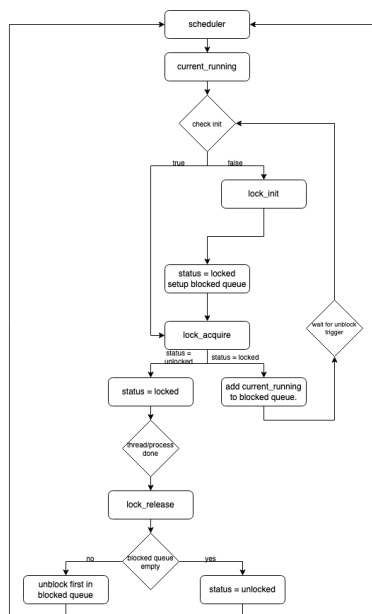 scheduler
current_running
check init
true
false
lock_init
status = locked
setup blocked queue
wait for unblock
trigger
lock_acquire
status =
unlocked
status = locked
status = locked
add current_running
to blocked queue.
thread/process
done
lock_release
no
blocked queue
empty
yes
unblock first in
blocked queue
status = unlocked